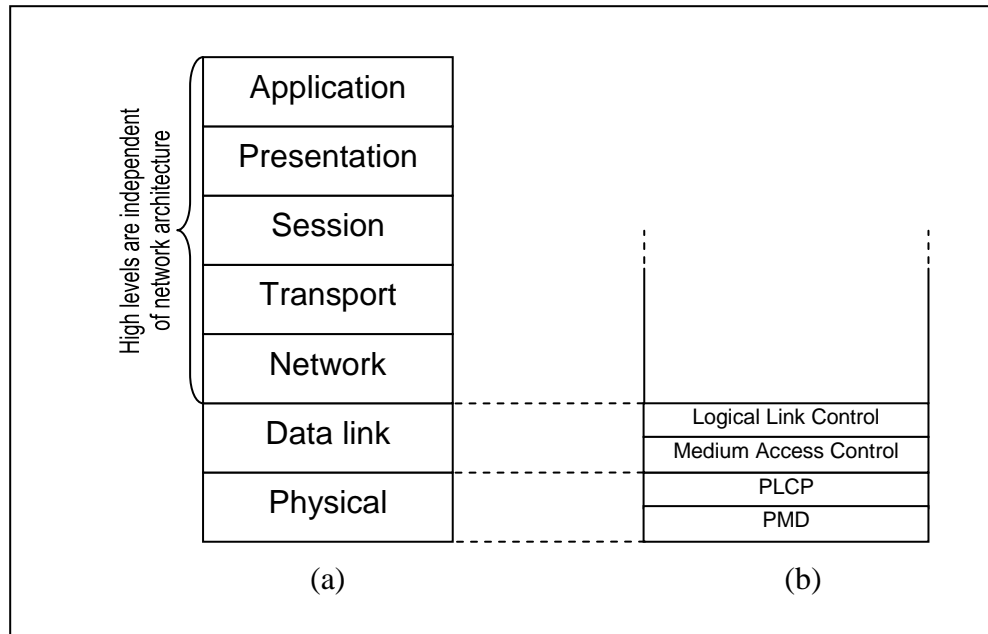 High levels are independent
of network architecture
Application
Presentation
Session
Transport
Network
Data link
Physical
Logical Link Control
Medium Access Control
PLCP
PMD
(a)
(b)